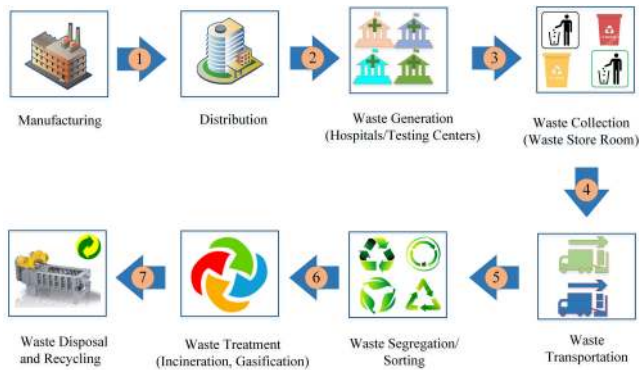 1
2
3
Manufacturing
Distribution
Waste Generation
(Hospitals/Testing Centers)
Waste Collection
(Waste Store Room)
4
7
6
5
Waste Disposal
and Recycling
Waste Treatment
(Incineration, Gasification)
Waste Segregation/
Sorting
Waste
Transportation